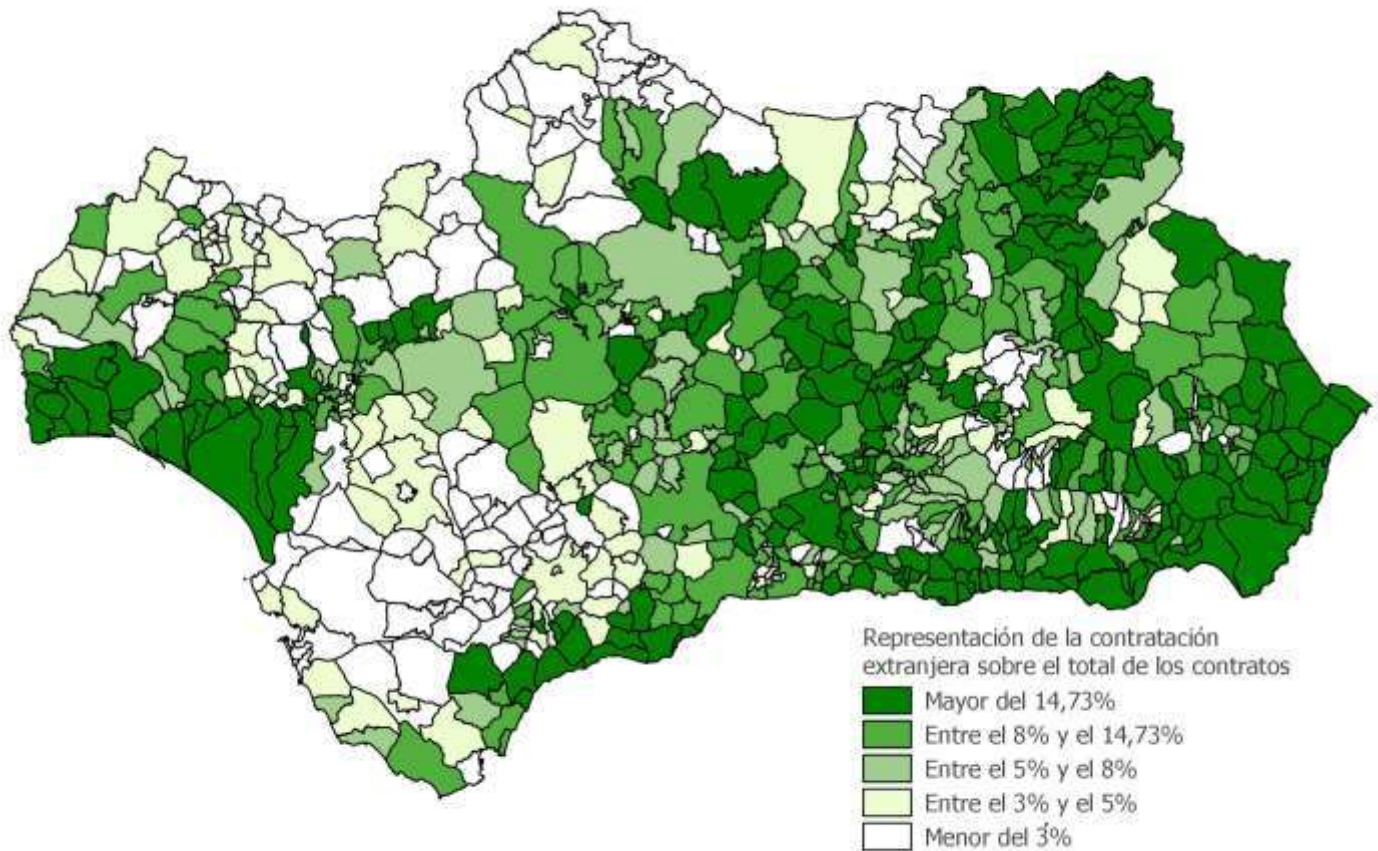 Representación de la contratación
extranjera sobre el total de los contratos
Mayor del 14,73%
Entre el 8% y el 14,73%
Entre el 5% y el 8%
Entre el 3% y el 5%
Menor del 3%